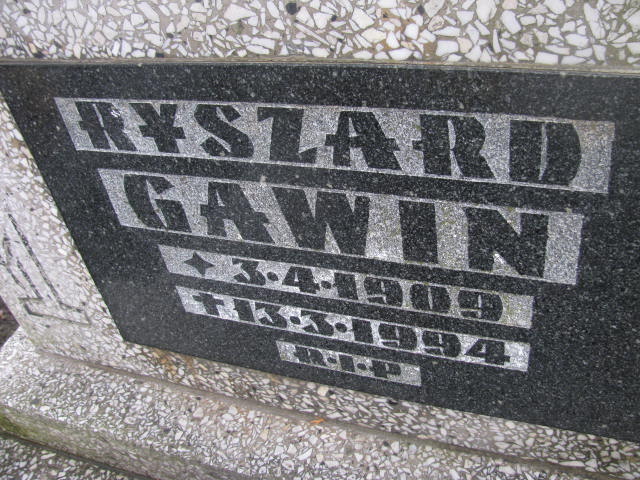 RYSZARD
GAWIN
✦ 3·4·1909
✝ 13·3·1994
R·I·P